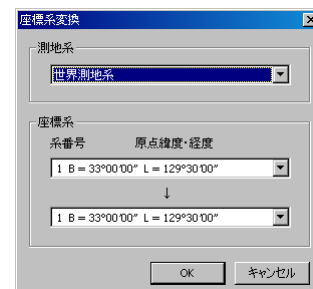 座標系変換
測地系
世界測地系
座標系
系番号 原点緯度・経度
1 B = 33°00'00" L = 129°30'00"
↓
1 B = 33°00'00" L = 129°30'00"
OK キャンセル